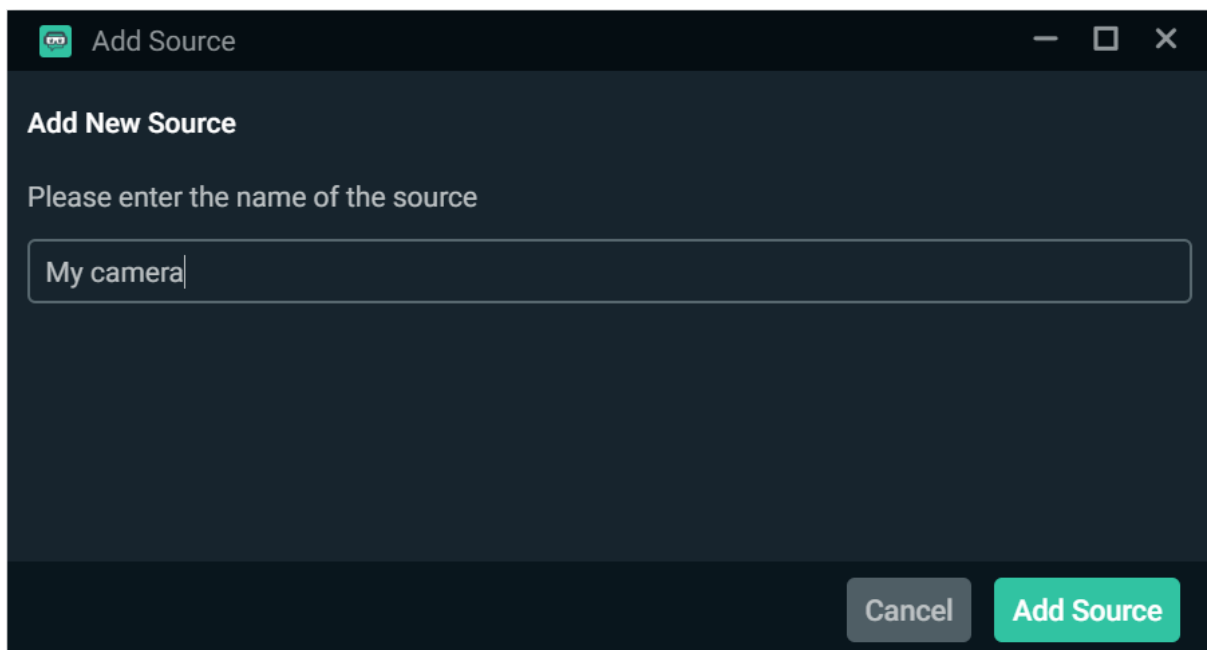 Add Source
Add New Source
Please enter the name of the source
My camera
Cancel
Add Source